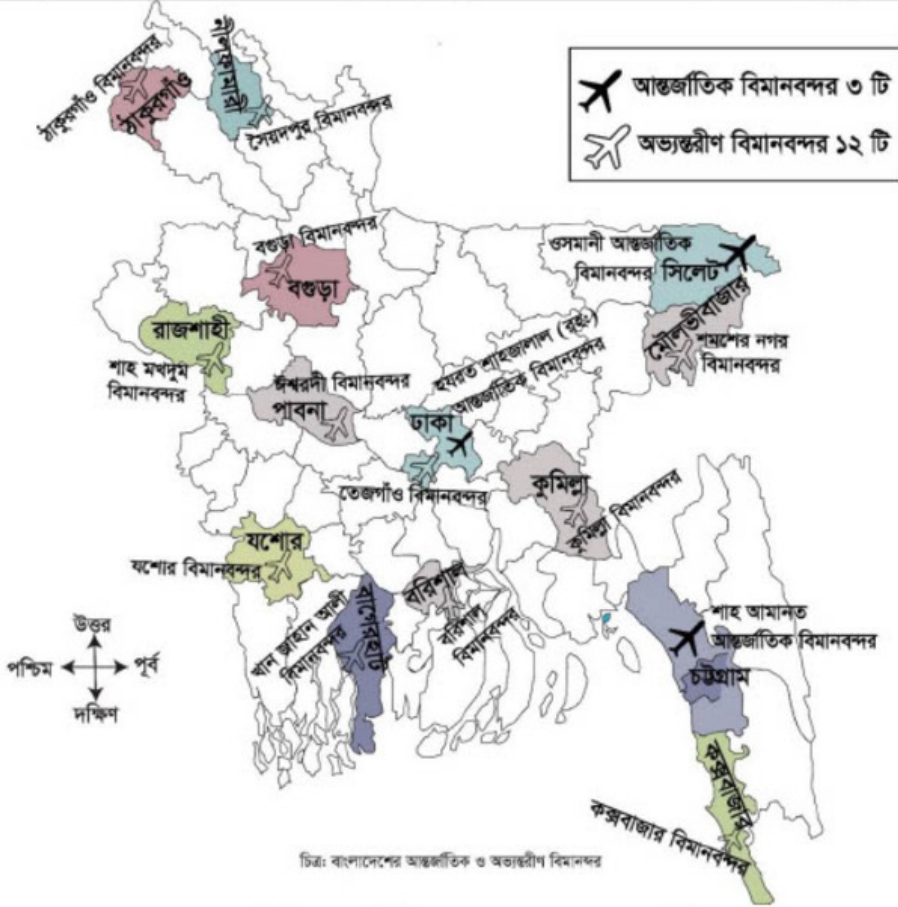 আন্তর্জাতিক বিমানবন্দর ৩ টি
অভ্যন্তরীণ বিমানবন্দর ১২ টি
ঠাকুরগাঁও বিমানবন্দর
ঠাকুরগাঁও
নীলফামারী
সৈয়দপুর বিমানবন্দর
বগুড়া বিমানবন্দর
বগুড়া
ওসমানী আন্তর্জাতিক
বিমানবন্দর
সিলেট
মৌলভীবাজার
শমশের নগর
বিমানবন্দর
রাজশাহী
শাহ মখদুম
বিমানবন্দর
ঈশ্বরদী বিমানবন্দর
পাবনা
হযরত শাহজালাল (রহঃ)
আন্তর্জাতিক বিমানবন্দর
ঢাকা
তেজগাঁও বিমানবন্দর
কুমিল্লা
কুমিল্লা বিমানবন্দর
যশোর
যশোর বিমানবন্দর
খান জাহান আলী
বিমানবন্দর
বাগেরহাট
বরিশাল
বরিশাল
বিমানবন্দর
শাহ আমানত
আন্তর্জাতিক বিমানবন্দর
চট্টগ্রাম
উত্তর
পশ্চিম
পূর্ব
দক্ষিণ
কক্সবাজার
কক্সবাজার বিমানবন্দর
চিত্র: বাংলাদেশের আন্তর্জাতিক ও অভ্যন্তরীণ বিমানন্দর